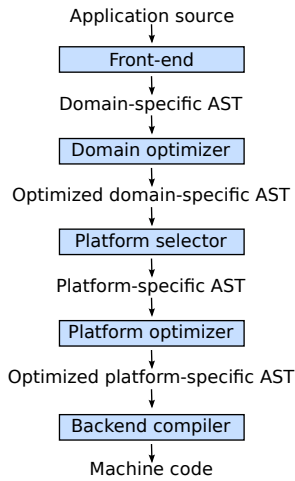 Application source
Front-end
Domain-specific AST
Domain optimizer
Optimized domain-specific AST
Platform selector
Platform-specific AST
Platform optimizer
Optimized platform-specific AST
Backend compiler
Machine code